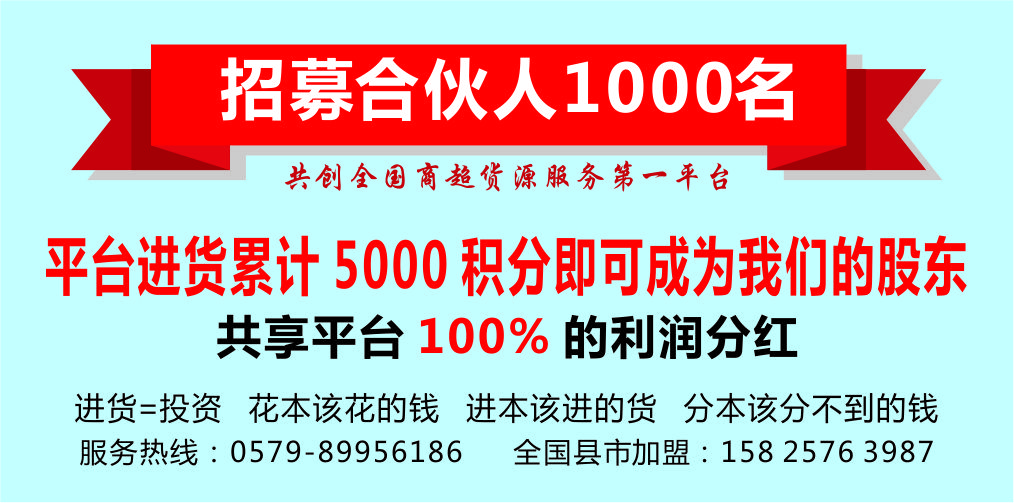 招募合伙人1000名
共创全国商超货源服务第一平台
平台进货累计 5000 积分即可成为我们的股东
共享平台 100% 的利润分红
进货=投资 花本该花的钱 进本该进的货 分本该分不到的钱
服务热线：0579-89956186 全国县市加盟：158 2576 3987